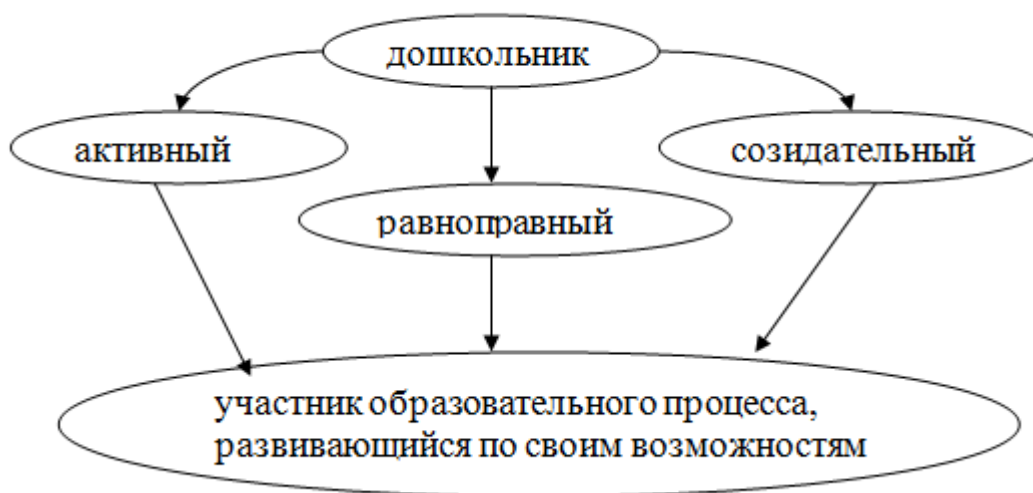 дошкольник
активный
созидательный
равноправный
участник образовательного процесса,
развивающийся по своим возможностям